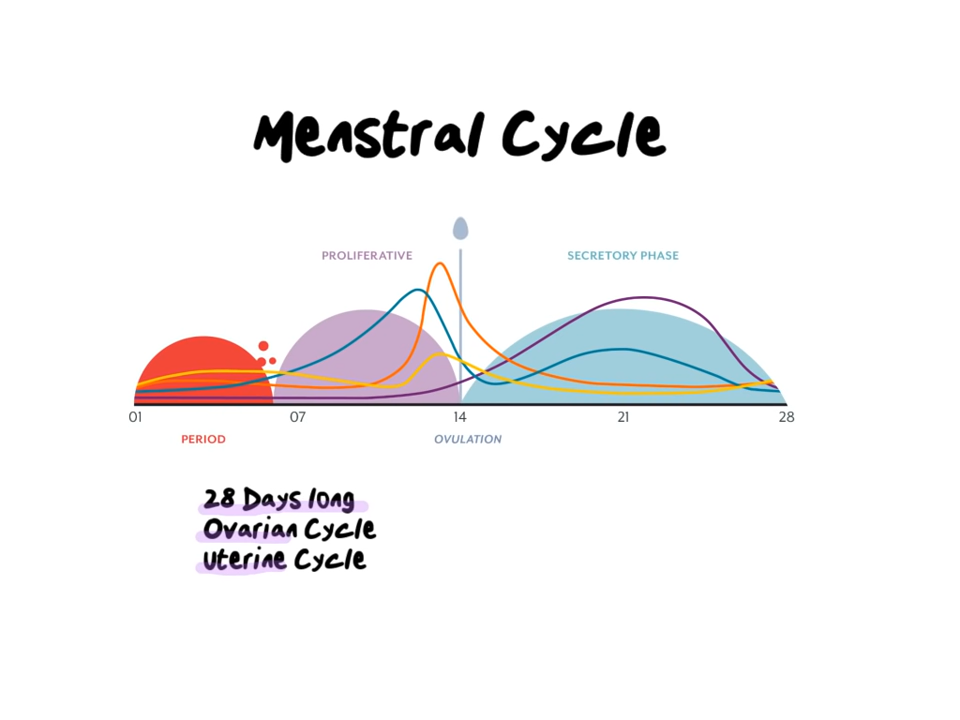 Menstral Cycle
PROLIFERATIVE
SECRETORY PHASE
01 07 14 21 28
PERIOD
OVULATION
28 Days long
Ovarian Cycle
Uterine Cycle